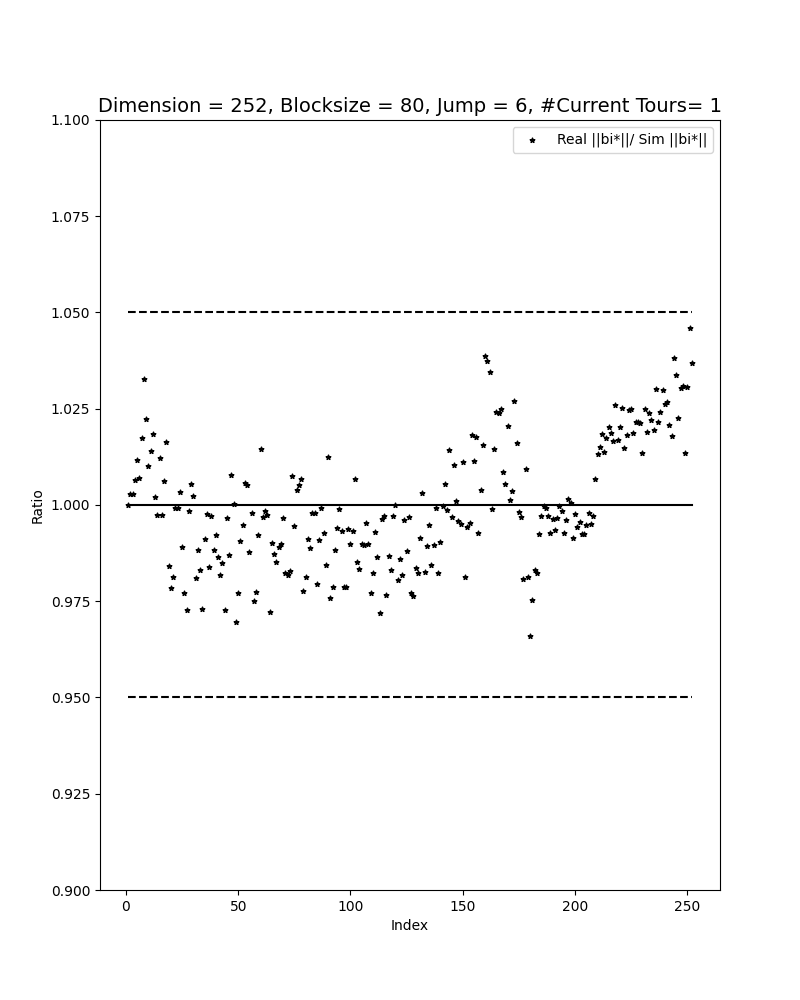 Dimension = 252, Blocksize = 80, Jump = 6, #Current Tours= 1
Real ||bi*||/ Sim ||bi*||
1.100
1.075
1.050
1.025
1.000
0.975
0.950
0.925
0.900
Ratio
0 50 100 150 200 250
Index